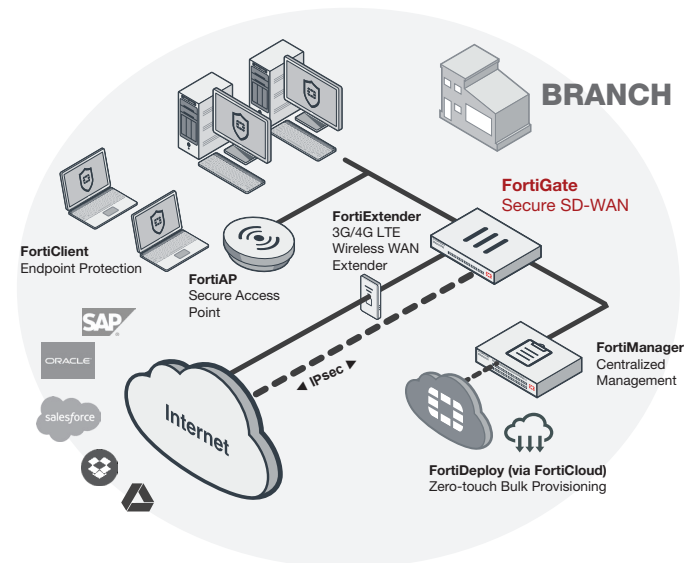 BRANCH
FortiGate
Secure SD-WAN
FortiExtender
3G/4G LTE
Wireless WAN
Extender
FortiClient
Endpoint Protection
FortiAP
Secure Access
Point
SAP
ORACLE
salesforce
Internet
◄ IPsec ►
FortiManager
Centralized
Management
FortiDeploy (via FortiCloud)
Zero-touch Bulk Provisioning